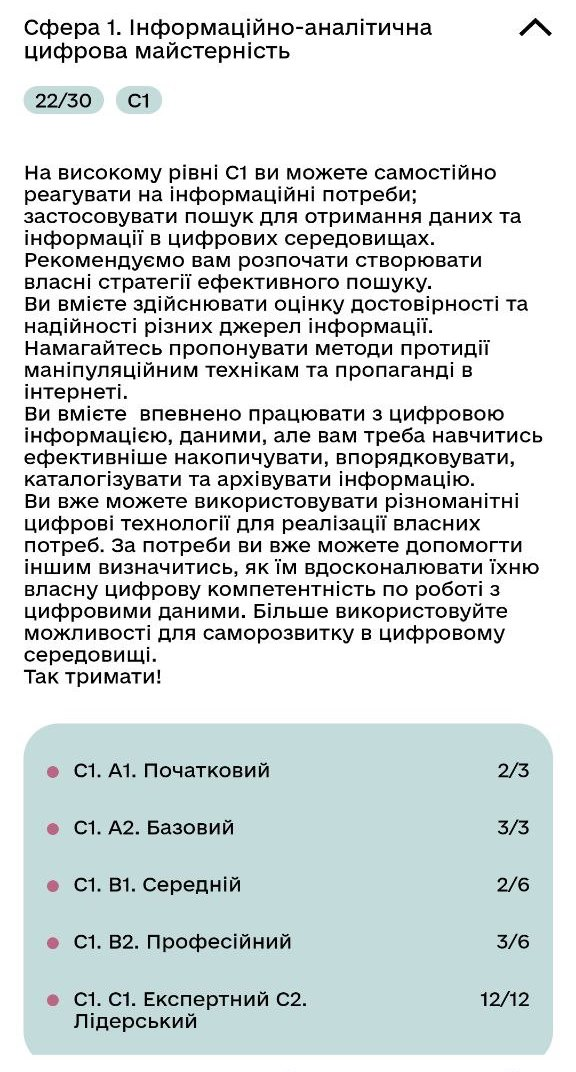 Сфера 1. Інформаційно-аналітична
цифрова майстерність
22/30 C1
На високому рівні C1 ви можете самостійно
реагувати на інформаційні потреби;
застосовувати пошук для отримання даних та
інформації в цифрових середовищах.
Рекомендуємо вам розпочати створювати
власні стратегії ефективного пошуку.
Ви вмієте здійснювати оцінку достовірності та
надійності різних джерел інформації.
Намагайтесь пропонувати методи протидії
маніпуляційним технікам та пропаганді в
інтернеті.
Ви вмієте  впевнено працювати з цифровою
інформацією, даними, але вам треба навчитись
ефективніше накопичувати, впорядковувати,
каталогізувати та архівувати інформацію.
Ви вже можете використовувати різноманітні
цифрові технології для реалізації власних
потреб. За потреби ви вже можете допомогти
іншим визначитись, як їм вдосконалювати їхню
власну цифрову компетентність по роботі з
цифровими даними. Більше використовуйте
можливості для саморозвитку в цифровому
середовищі.
Так тримати!
С1. А1. Початковий 2/3
С1. А2. Базовий 3/3
С1. В1. Середній 2/6
С1. В2. Професійний 3/6
С1. С1. Експертний С2. 12/12
Лідерський